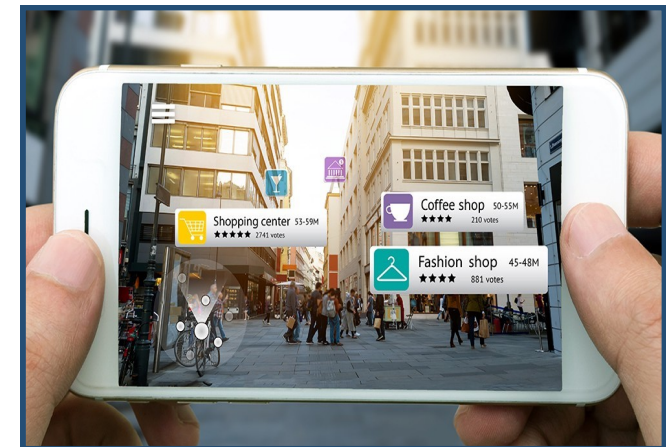 Shopping center 53-59M
★★★★★ 2741 votes
Coffee shop 50-55M
★★★★ 210 votes
Fashion shop 45-48M
★★★★ 881 votes